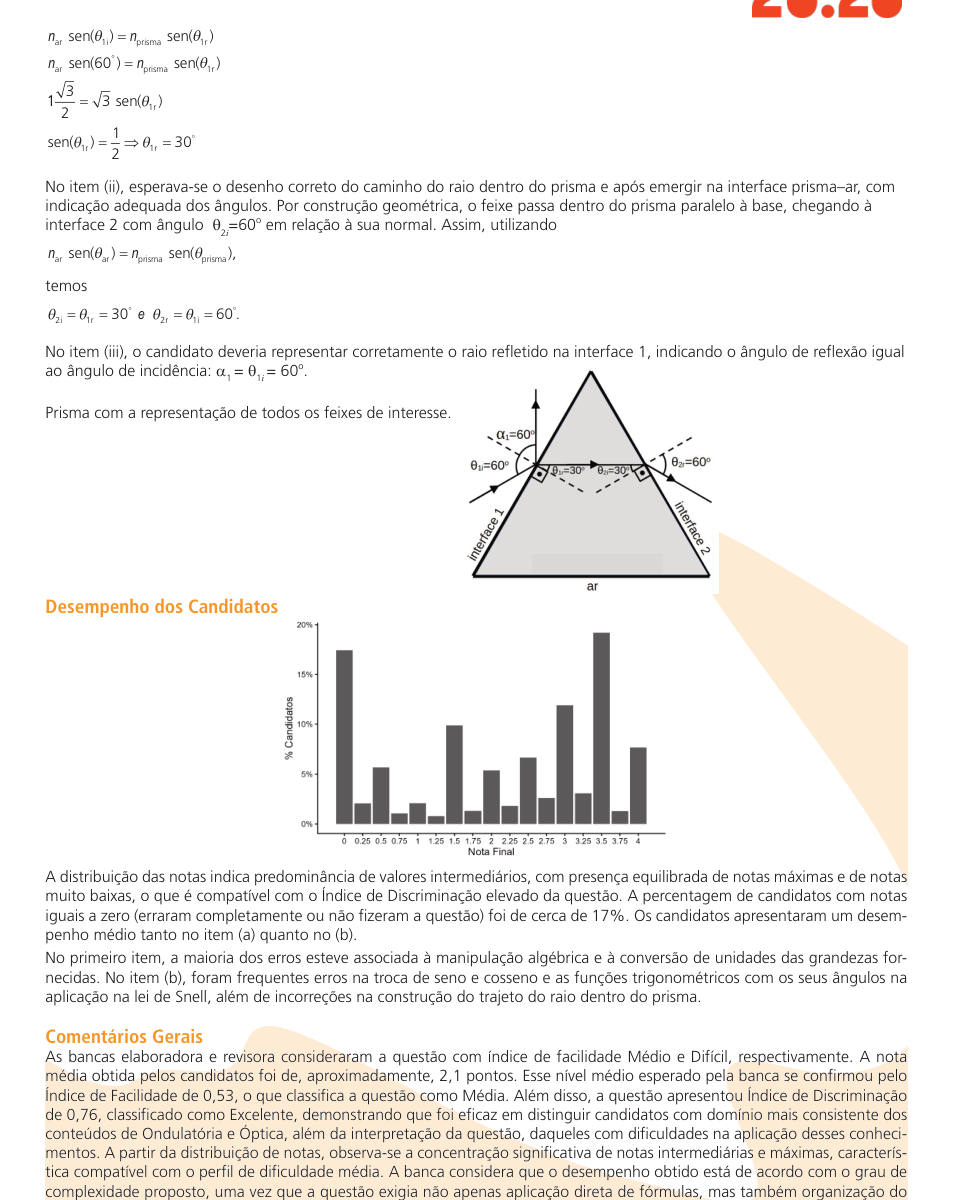 n_ar sen(θ_1i) = n_prisma sen(θ_1r)
n_ar sen(60°) = n_prisma sen(θ_1r)
1 √3/2 = √3 sen(θ_1r)
sen(θ_1r) = 1/2 ⇒ θ_1r = 30°
No item (ii), esperava-se o desenho correto do caminho do raio dentro do prisma e após emergir na interface prisma–ar, com
indicação adequada dos ângulos. Por construção geométrica, o feixe passa dentro do prisma paralelo à base, chegando à
interface 2 com ângulo θ_2i=60º em relação à sua normal. Assim, utilizando
n_ar sen(θ_ar) = n_prisma sen(θ_prisma),
temos
θ_2i = θ_1r = 30° e θ_2r = θ_1i = 60°.
No item (iii), o candidato deveria representar corretamente o raio refletido na interface 1, indicando o ângulo de reflexão igual
ao ângulo de incidência: α_1 = θ_1i = 60º.
Prisma com a representação de todos os feixes de interesse.
α_1=60º
θ_1i=60º
θ_1r=30º
θ_2i=30º
θ_2r=60º
interface 1
interface 2
ar
Desempenho dos Candidatos
20%
15%
10%
5%
0%
% Candidatos
0 0.25 0.5 0.75 1 1.25 1.5 1.75 2 2.25 2.5 2.75 3 3.25 3.5 3.75 4
Nota Final
A distribuição das notas indica predominância de valores intermediários, com presença equilibrada de notas máximas e de notas
muito baixas, o que é compatível com o Índice de Discriminação elevado da questão. A percentagem de candidatos com notas
iguais a zero (erraram completamente ou não fizeram a questão) foi de cerca de 17%. Os candidatos apresentaram um desem-
penho médio tanto no item (a) quanto no (b).
No primeiro item, a maioria dos erros esteve associada à manipulação algébrica e à conversão de unidades das grandezas for-
necidas. No item (b), foram frequentes erros na troca de seno e cosseno e as funções trigonométricos com os seus ângulos na
aplicação na lei de Snell, além de incorreções na construção do trajeto do raio dentro do prisma.
Comentários Gerais
As bancas elaboradora e revisora consideraram a questão com índice de facilidade Médio e Difícil, respectivamente. A nota
média obtida pelos candidatos foi de, aproximadamente, 2,1 pontos. Esse nível médio esperado pela banca se confirmou pelo
Índice de Facilidade de 0,53, o que classifica a questão como Média. Além disso, a questão apresentou Índice de Discriminação
de 0,76, classificado como Excelente, demonstrando que foi eficaz em distinguir candidatos com domínio mais consistente dos
conteúdos de Ondulatória e Óptica, além da interpretação da questão, daqueles com dificuldades na aplicação desses conheci-
mentos. A partir da distribuição de notas, observa-se a concentração significativa de notas intermediárias e máximas, caracterís-
tica compatível com o perfil de dificuldade média. A banca considera que o desempenho obtido está de acordo com o grau de
complexidade proposto, uma vez que a questão exigia não apenas aplicação direta de fórmulas, mas também organização do